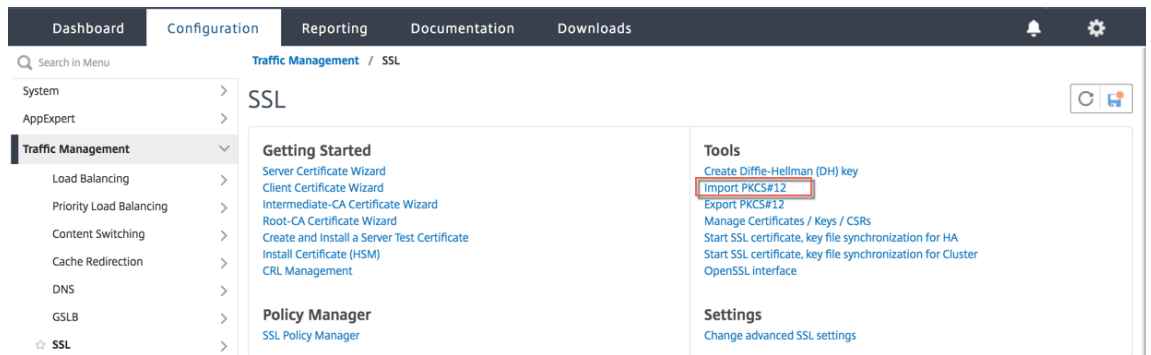 Dashboard Configuration Reporting Documentation Downloads
Search in Menu
System
AppExpert
Traffic Management
Load Balancing
Priority Load Balancing
Content Switching
Cache Redirection
DNS
GSLB
SSL
Traffic Management / SSL
SSL
Getting Started
Server Certificate Wizard
Client Certificate Wizard
Intermediate-CA Certificate Wizard
Root-CA Certificate Wizard
Create and Install a Server Test Certificate
Install Certificate (HSM)
CRL Management
Policy Manager
SSL Policy Manager
Tools
Create Diffie-Hellman (DH) key
Import PKCS#12
Export PKCS#12
Manage Certificates / Keys / CSRs
Start SSL certificate, key file synchronization for HA
Start SSL certificate, key file synchronization for Cluster
OpenSSL interface
Settings
Change advanced SSL settings